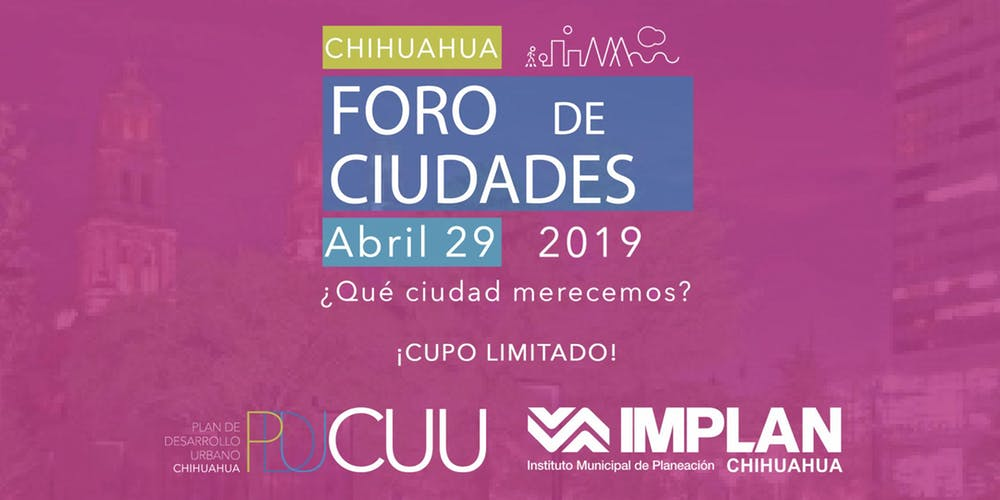 CHIHUAHUA
FORO DE
CIUDADES
Abril 29 2019
¿Qué ciudad merecemos?
¡CUPO LIMITADO!
PLAN DE
DESARROLLO
URBANO
CHIHUAHUA
PDUCUU
IMPLAN
Instituto Municipal de Planeación
CHIHUAHUA